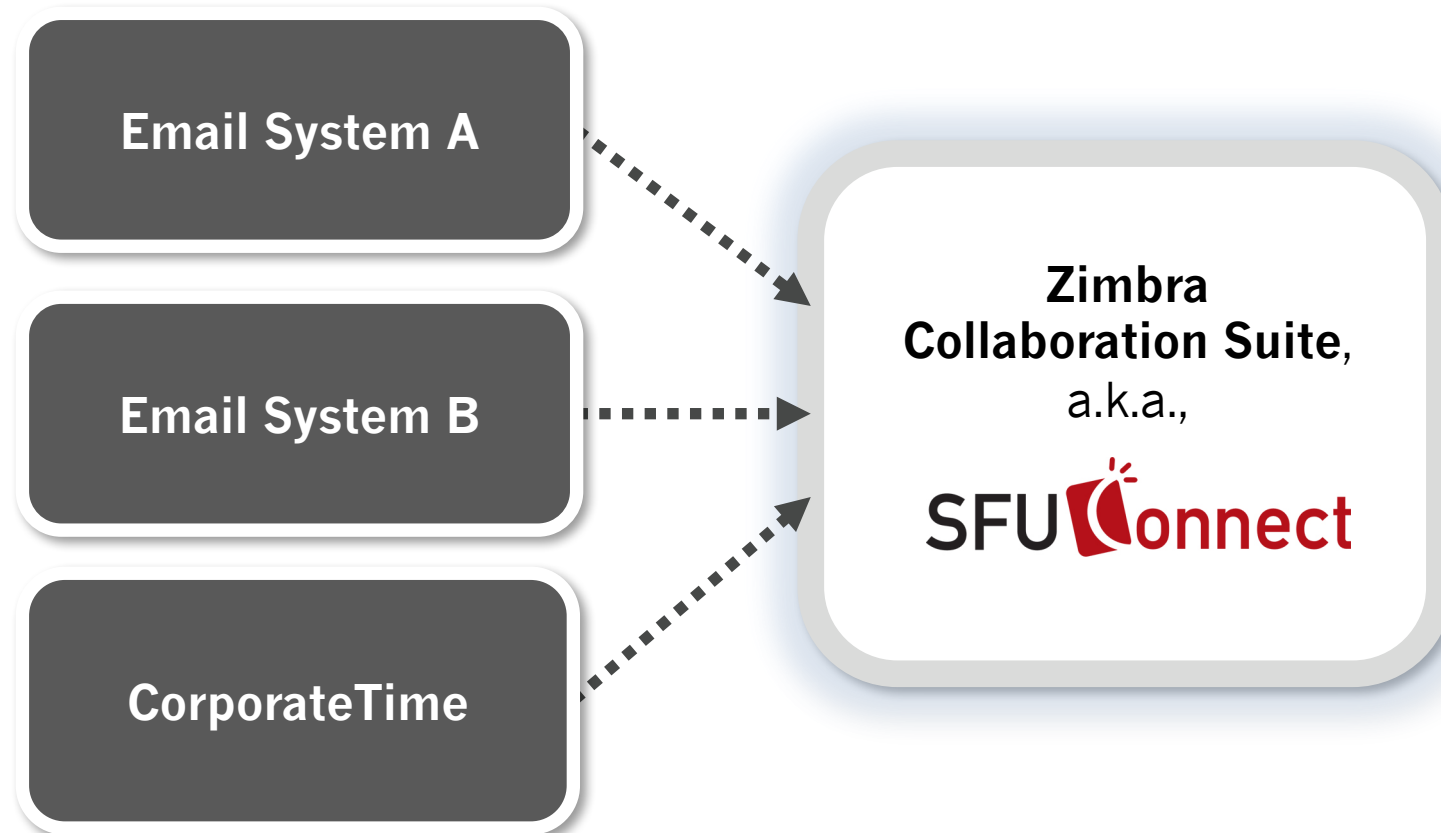 Email System A
Email System B
CorporateTime
Zimbra
Collaboration Suite,
a.k.a.,
SFU Connect